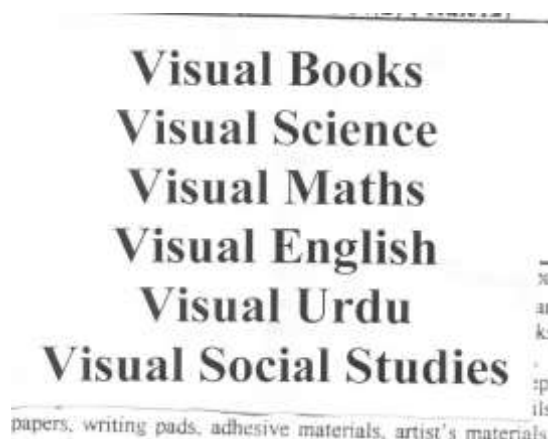 Visual Books
Visual Science
Visual Maths
Visual English
Visual Urdu
Visual Social Studies
papers, writing pads, adhesive materials, artist's materials